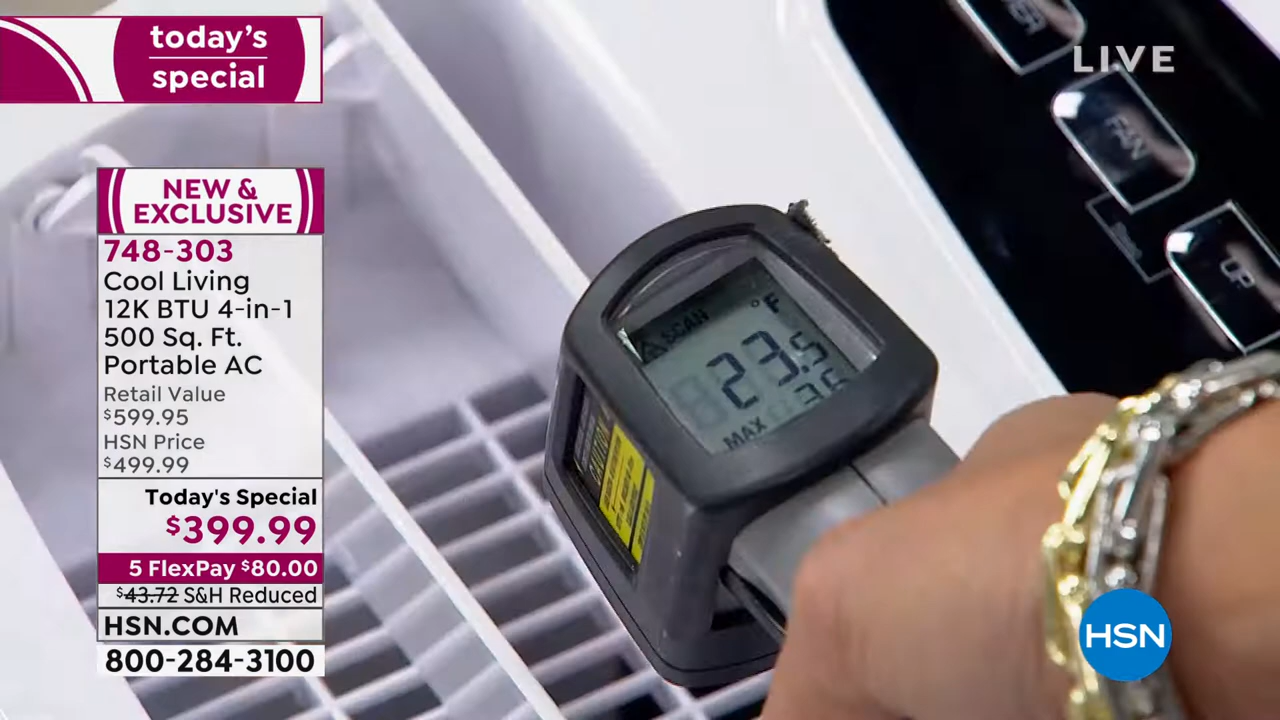 today's
special
LIVE
NEW &
EXCLUSIVE
748-303
Cool Living
12K BTU 4-in-1
500 Sq. Ft.
Portable AC
Retail Value
$599.95
HSN Price
$499.99
Today's Special
$399.99
5 FlexPay $80.00
$43.72 S&H Reduced
HSN.COM
800-284-3100
FAN
UP
SCAN
°F
23.5
MAX
HSN